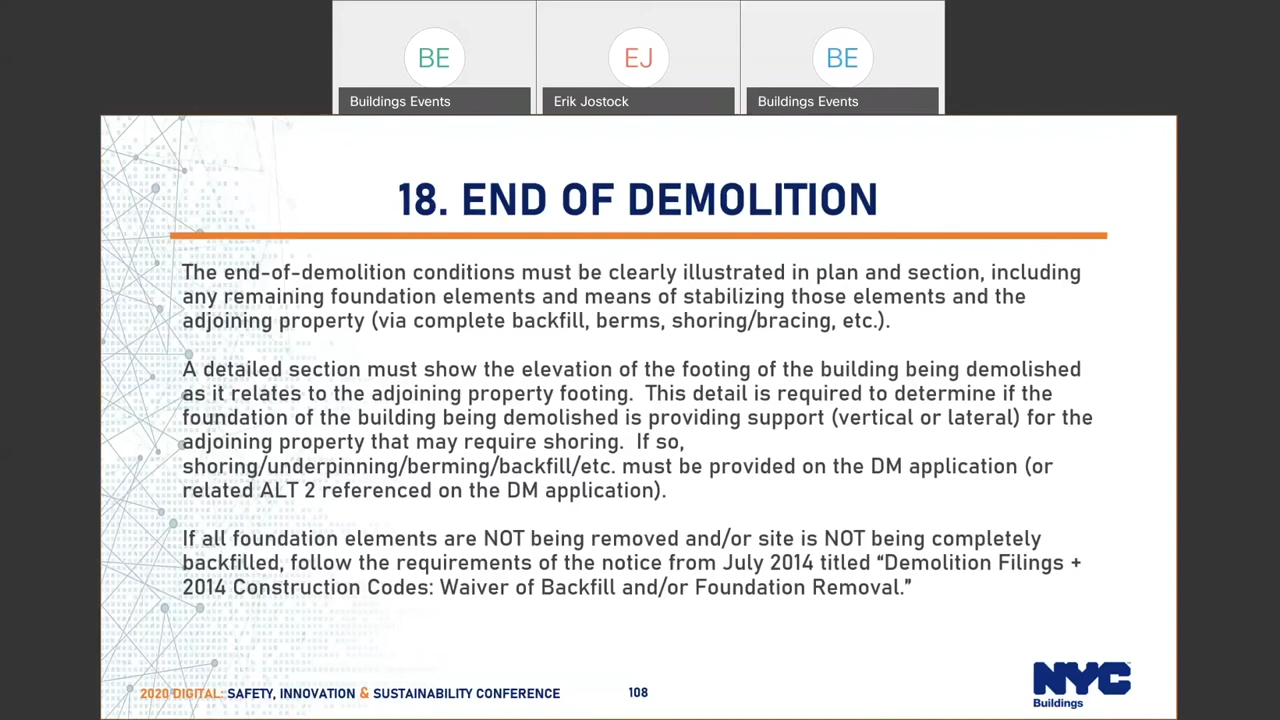 BE
EJ
BE
Buildings Events
Erik Jostock
Buildings Events
18. END OF DEMOLITION
The end-of-demolition conditions must be clearly illustrated in plan and section, including
any remaining foundation elements and means of stabilizing those elements and the
adjoining property (via complete backfill, berms, shoring/bracing, etc.).
A detailed section must show the elevation of the footing of the building being demolished
as it relates to the adjoining property footing. This detail is required to determine if the
foundation of the building being demolished is providing support (vertical or lateral) for the
adjoining property that may require shoring. If so,
shoring/underpinning/berming/backfill/etc. must be provided on the DM application (or
related ALT 2 referenced on the DM application).
If all foundation elements are NOT being removed and/or site is NOT being completely
backfilled, follow the requirements of the notice from July 2014 titled “Demolition Filings +
2014 Construction Codes: Waiver of Backfill and/or Foundation Removal.”
2020 DIGITAL: SAFETY, INNOVATION & SUSTAINABILITY CONFERENCE
108
NYC
Buildings